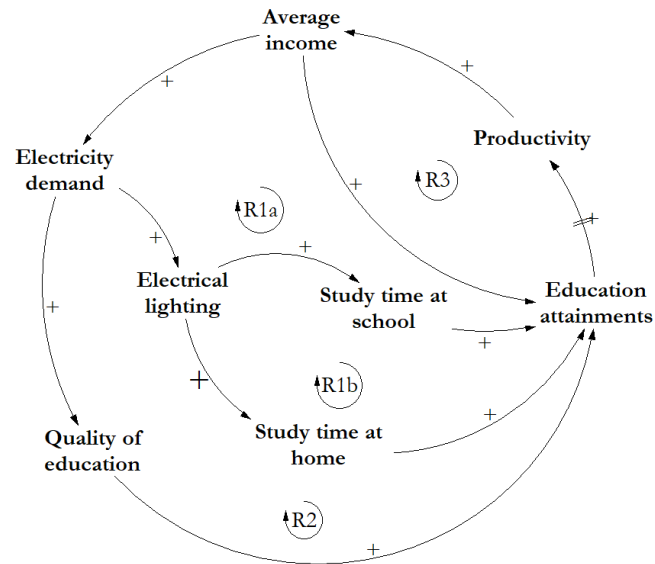 Average
income
+
+
Productivity
Electricity
demand
+
R3
R1a
+
+
+
Electrical
lighting
Study time at
school
Education
attainments
+
+
+
R1b
+
+
Quality of
education
Study time at
home
R2
+